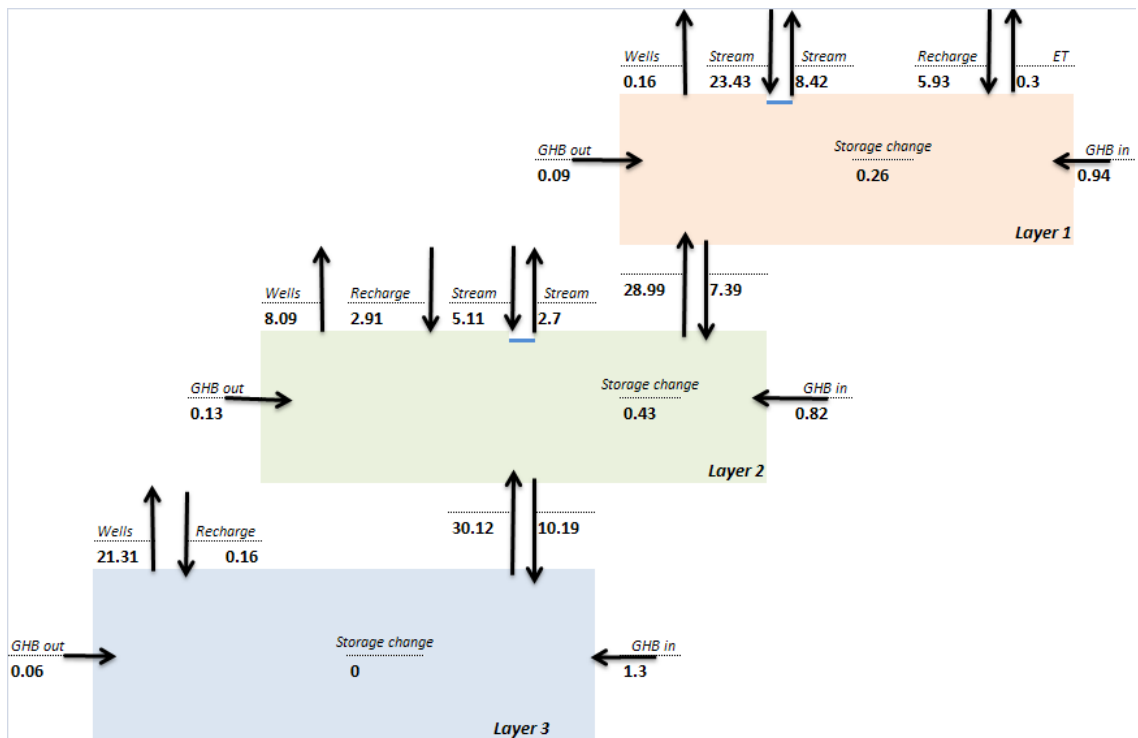 Wells Stream Stream Recharge ET
0.16 23.43 8.42 5.93 0.3
GHB out Storage change GHB in
0.09 0.26 0.94
Layer 1
28.99 7.39
Wells Recharge Stream Stream
8.09 2.91 5.11 2.7
GHB out Storage change GHB in
0.13 0.43 0.82
Layer 2
30.12 10.19
Wells Recharge
21.31 0.16
GHB out Storage change GHB in
0.06 0 1.3
Layer 3